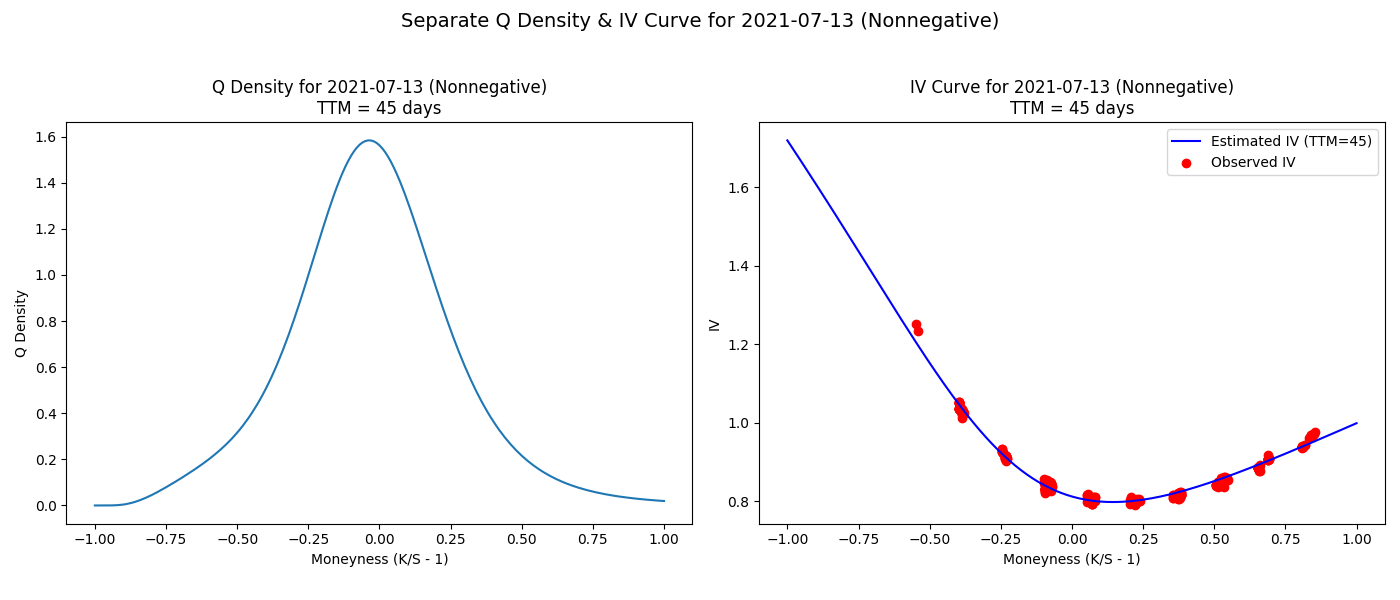 Separate Q Density & IV Curve for 2021-07-13 (Nonnegative)
Q Density for 2021-07-13 (Nonnegative)
TTM = 45 days
Q Density
1.6
1.4
1.2
1.0
0.8
0.6
0.4
0.2
0.0
−1.00 −0.75 −0.50 −0.25 0.00 0.25 0.50 0.75 1.00
Moneyness (K/S - 1)
IV Curve for 2021-07-13 (Nonnegative)
TTM = 45 days
Estimated IV (TTM=45)
Observed IV
IV
1.6
1.4
1.2
1.0
0.8
−1.00 −0.75 −0.50 −0.25 0.00 0.25 0.50 0.75 1.00
Moneyness (K/S - 1)